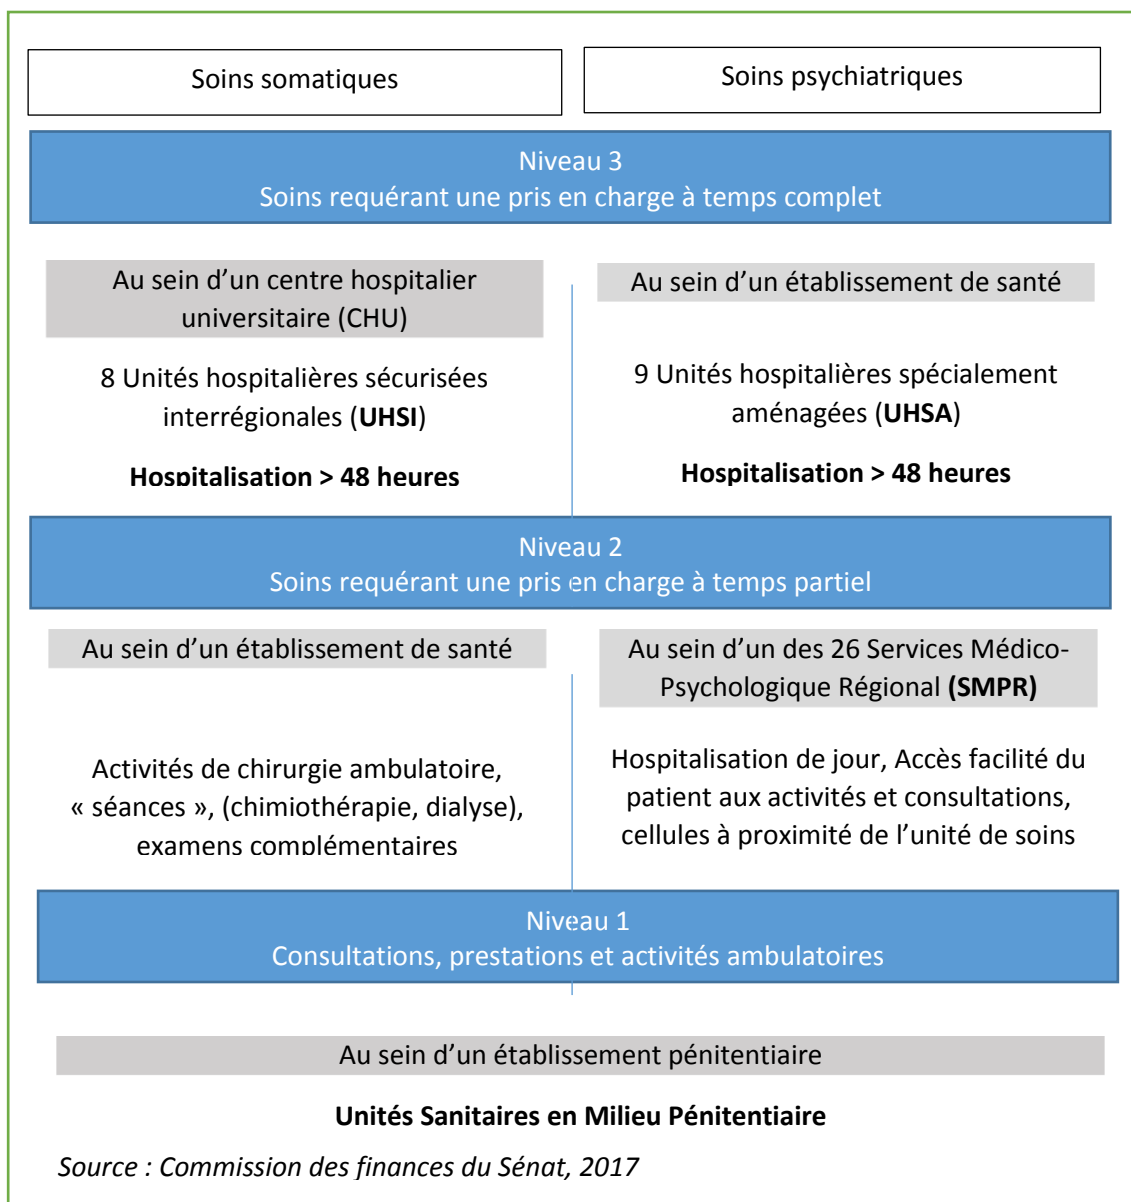 Soins somatiques
Soins psychiatriques
Niveau 3
Soins requérant une pris en charge à temps complet
Au sein d’un centre hospitalier
universitaire (CHU)
8 Unités hospitalières sécurisées
interrégionales (UHSI)
Hospitalisation > 48 heures
Au sein d’un établissement de santé
9 Unités hospitalières spécialement
aménagées (UHSA)
Hospitalisation > 48 heures
Niveau 2
Soins requérant une pris en charge à temps partiel
Au sein d’un établissement de santé
Activités de chirurgie ambulatoire,
« séances », (chimiothérapie, dialyse),
examens complémentaires
Au sein d’un des 26 Services Médico-
Psychologique Régional (SMPR)
Hospitalisation de jour, Accès facilité du
patient aux activités et consultations,
cellules à proximité de l’unité de soins
Niveau 1
Consultations, prestations et activités ambulatoires
Au sein d’un établissement pénitentiaire
Unités Sanitaires en Milieu Pénitentiaire
Source : Commission des finances du Sénat, 2017